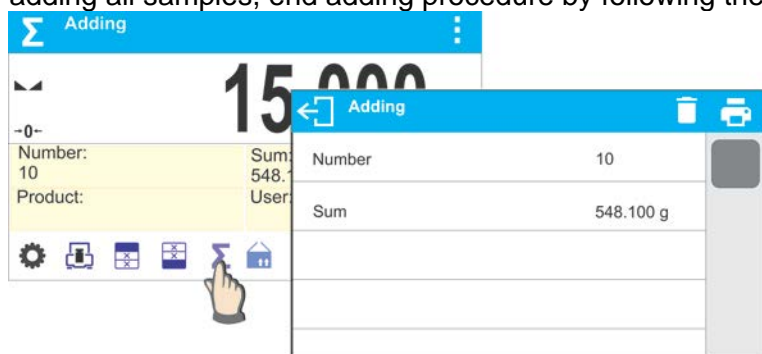 adding all samples, end adding procedure by following the
Σ Adding
15
→0←
Number:
10
Sum:
548.1
Product:
User:
Σ
Adding
Number 10
Sum 548.100 g